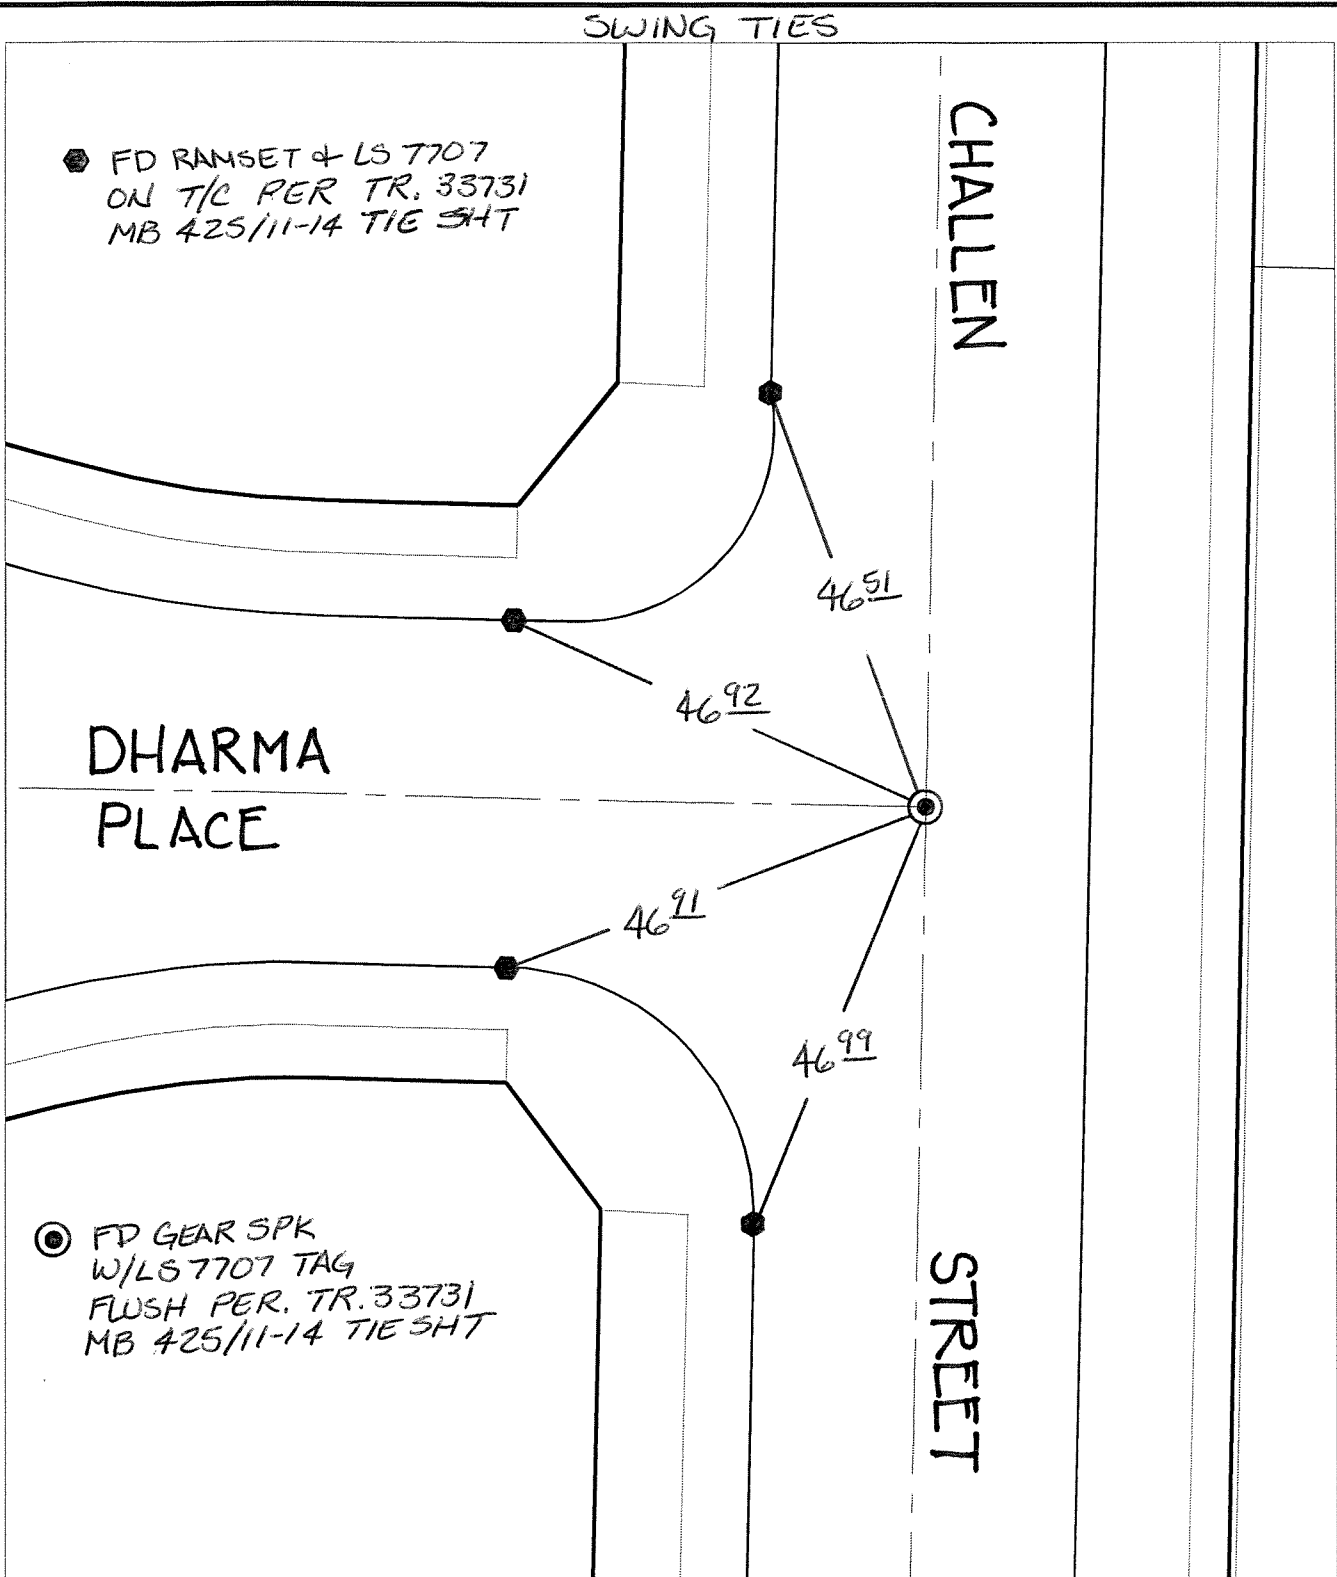 SWING TIES
FD RAMSET & LS 7707
ON T/C PER TR. 33731
MB 425/11-14 TIE SHT
CHALLEN
46 51
46 92
DHARMA
PLACE
46 91
46 99
FD GEAR SPK
W/LS 7707 TAG
FLUSH PER. TR. 33731
MB 425/11-14 TIE SHT
STREET